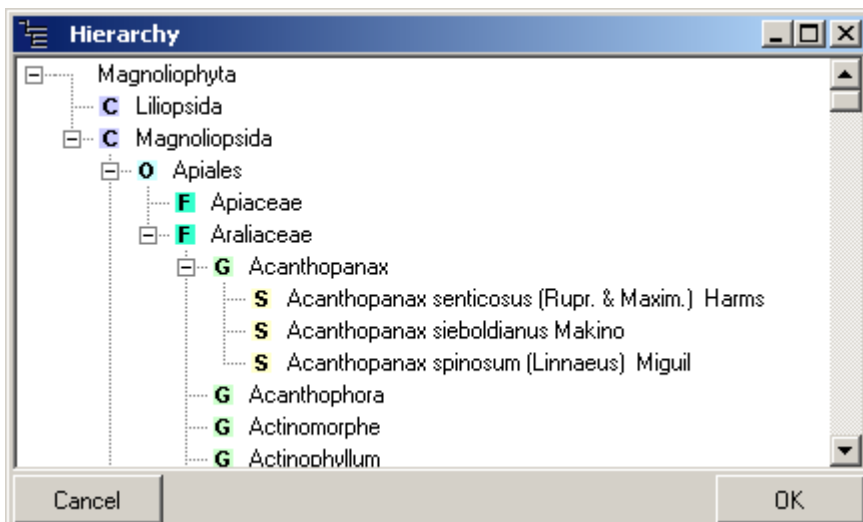 Hierarchy
Magnoliophyta
C Liliopsida
C Magnoliopsida
O Apiales
F Apiaceae
F Araliaceae
G Acanthopanax
S Acanthopanax senticosus (Rupr. & Maxim.) Harms
S Acanthopanax sieboldianus Makino
S Acanthopanax spinosum (Linnaeus) Miguil
G Acanthophora
G Actinomorphe
G Actinophyllum
Cancel OK